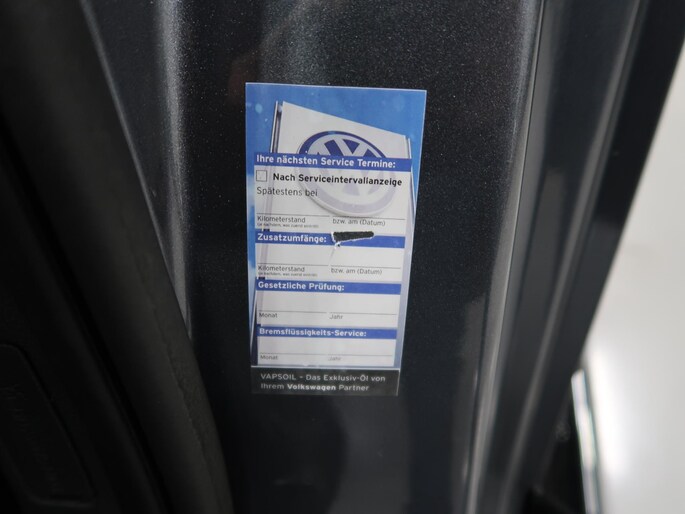 Ihre nächsten Service Termine:
Nach Serviceintervallanzeige
Spätestens bei
Kilometerstand bzw. am (Datum)
Zusatzumfänge:
Kilometerstand bzw. am (Datum)
Gesetzliche Prüfung:
Monat Jahr
Bremsflüssigkeits-Service:
Monat Jahr
VAPSOIL – Das Exklusiv-Öl von
Ihrem Volkswagen Partner